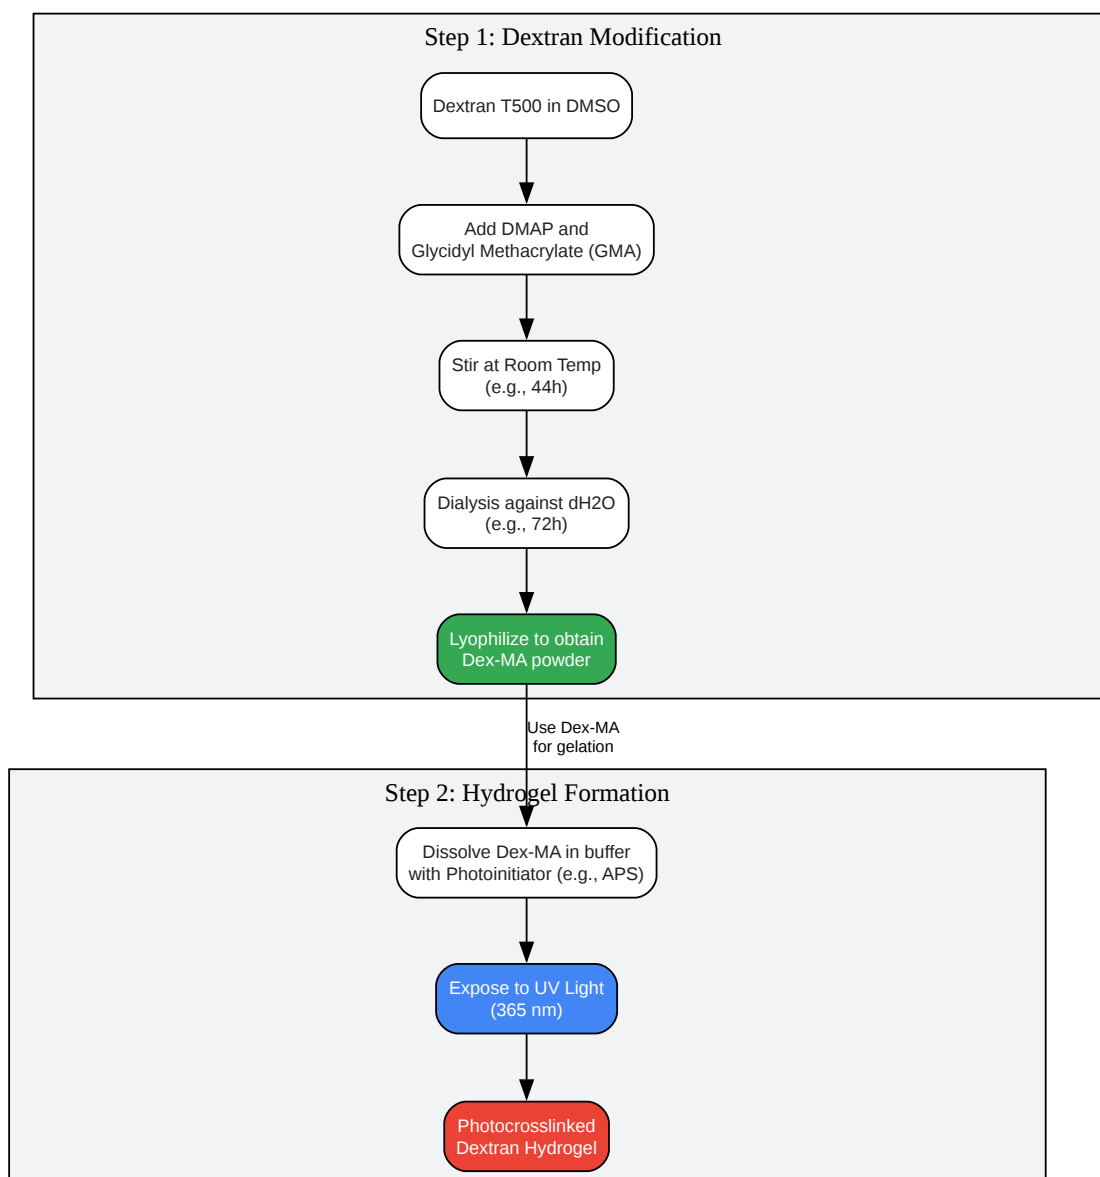 Step 1: Dextran Modification
Dextran T500 in DMSO
Add DMAP and
Glycidyl Methacrylate (GMA)
Stir at Room Temp
(e.g., 44h)
Dialysis against dH2O
(e.g., 72h)
Lyophilize to obtain
Dex-MA powder
Use Dex-MA
for gelation
Step 2: Hydrogel Formation
Dissolve Dex-MA in buffer
with Photoinitiator (e.g., APS)
Expose to UV Light
(365 nm)
Photocrosslinked
Dextran Hydrogel